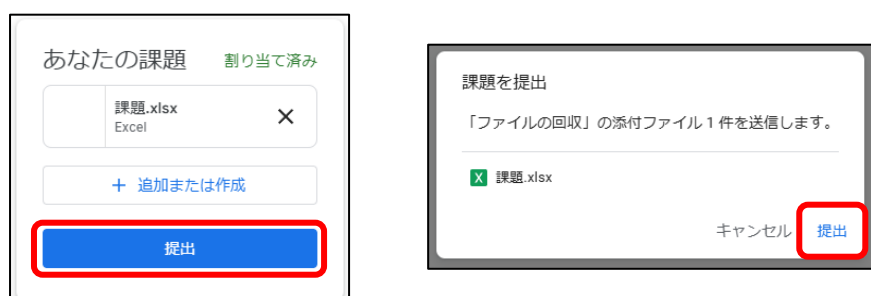 あなたの課題 割り当て済み
課題.xlsx
Excel
＋ 追加または作成
提出
課題を提出
「ファイルの回収」の添付ファイル１件を送信します。
X 課題.xlsx
キャンセル 提出